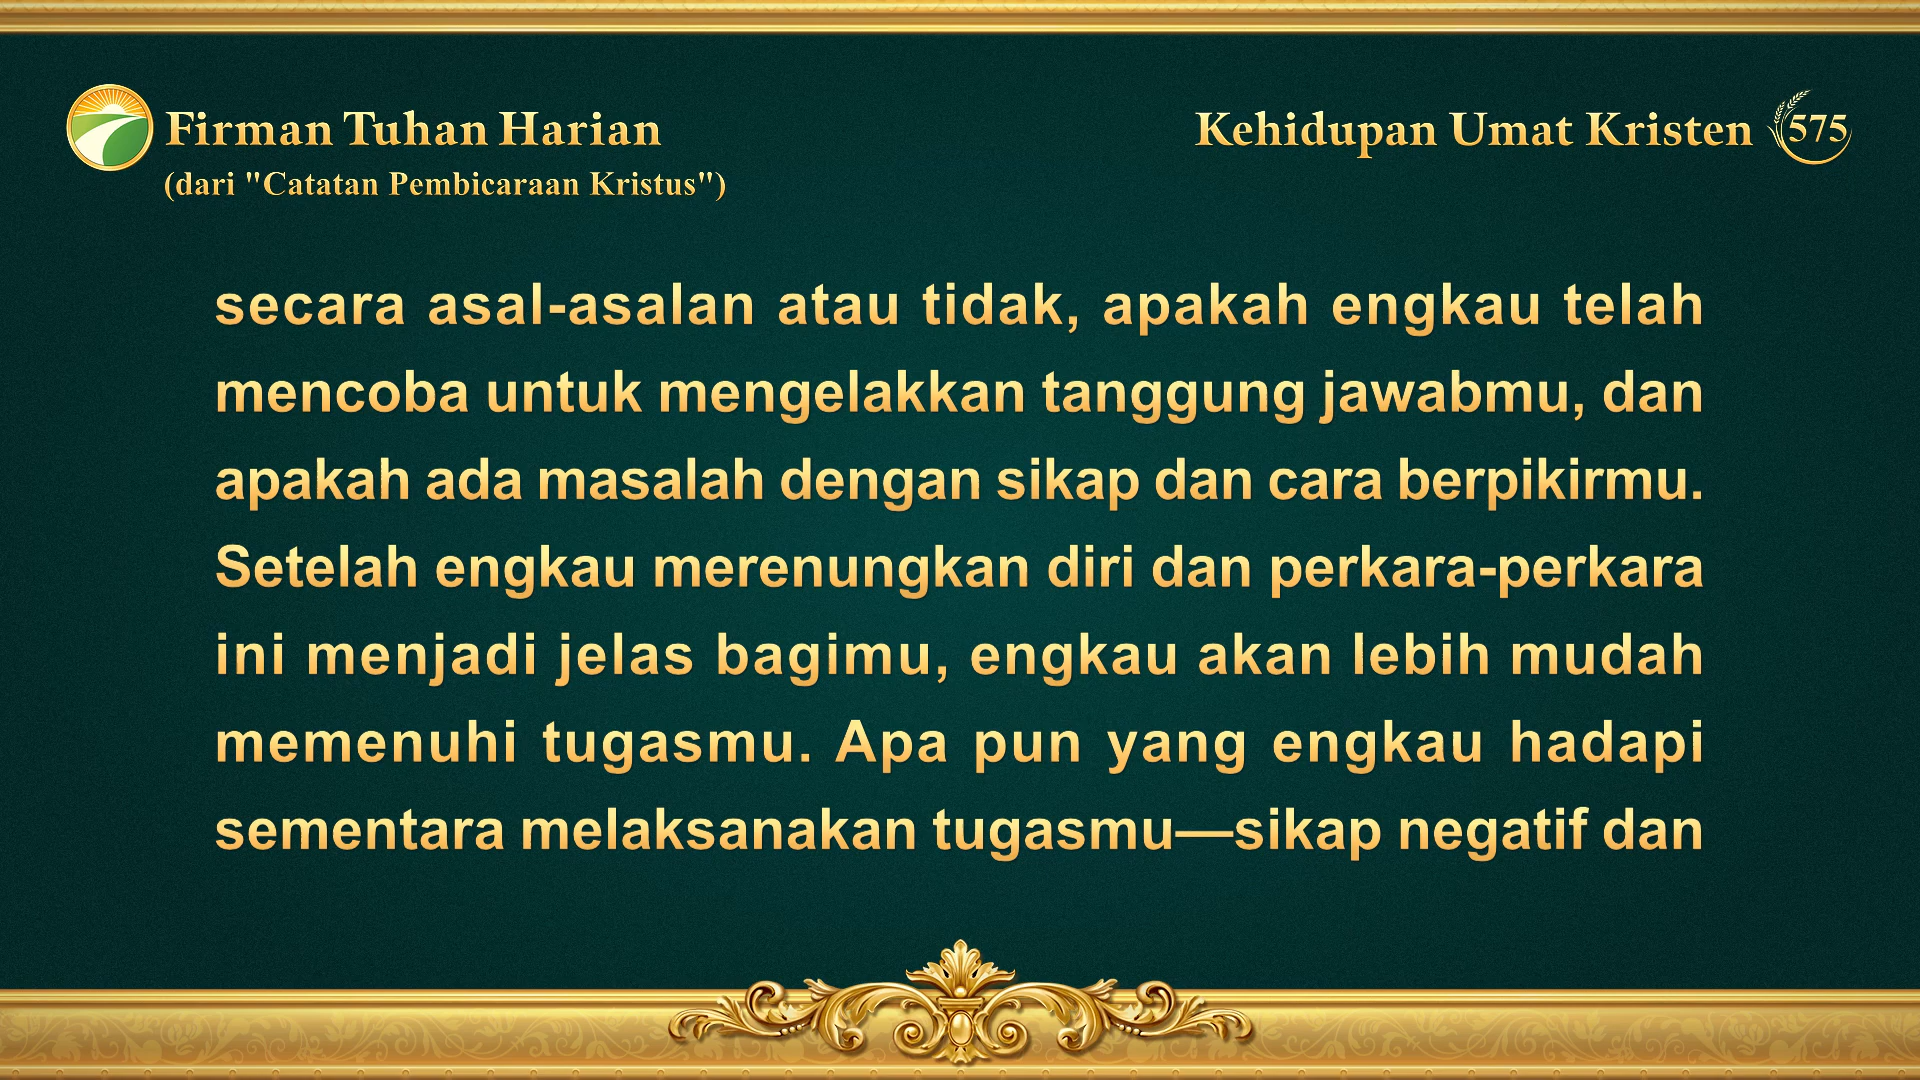 Firman Tuhan Harian
(dari "Catatan Pembicaraan Kristus")
Kehidupan Umat Kristen 575
secara asal-asalan atau tidak, apakah engkau telah
mencoba untuk mengelakkan tanggung jawabmu, dan
apakah ada masalah dengan sikap dan cara berpikirmu.
Setelah engkau merenungkan diri dan perkara-perkara
ini menjadi jelas bagimu, engkau akan lebih mudah
memenuhi tugasmu. Apa pun yang engkau hadapi
sementara melaksanakan tugasmu—sikap negatif dan